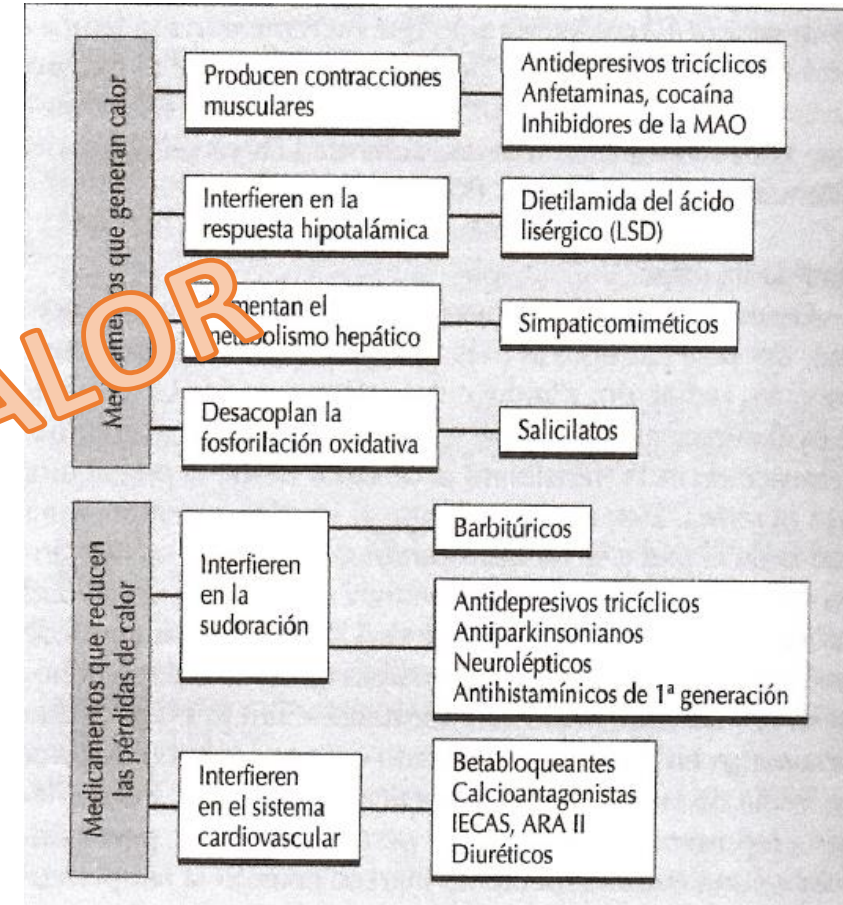 Medicamentos que generan calor
Producen contracciones
musculares
Antidepresivos tricíclicos
Anfetaminas, cocaína
Inhibidores de la MAO
Interfieren en la
respuesta hipotalámica
Dietilamida del ácido
lisérgico (LSD)
Aumentan el
metabolismo hepático
Simpaticomiméticos
Desacoplan la
fosforilación oxidativa
Salicilatos
ALOR
Medicamentos que reducen
las pérdidas de calor
Interfieren
en la
sudoración
Barbitúricos
Antidepresivos tricíclicos
Antiparkinsonianos
Neurolépticos
Antihistamínicos de 1ª generación
Interfieren
en el sistema
cardiovascular
Betabloqueantes
Calcioantagonistas
IECAS, ARA II
Diuréticos